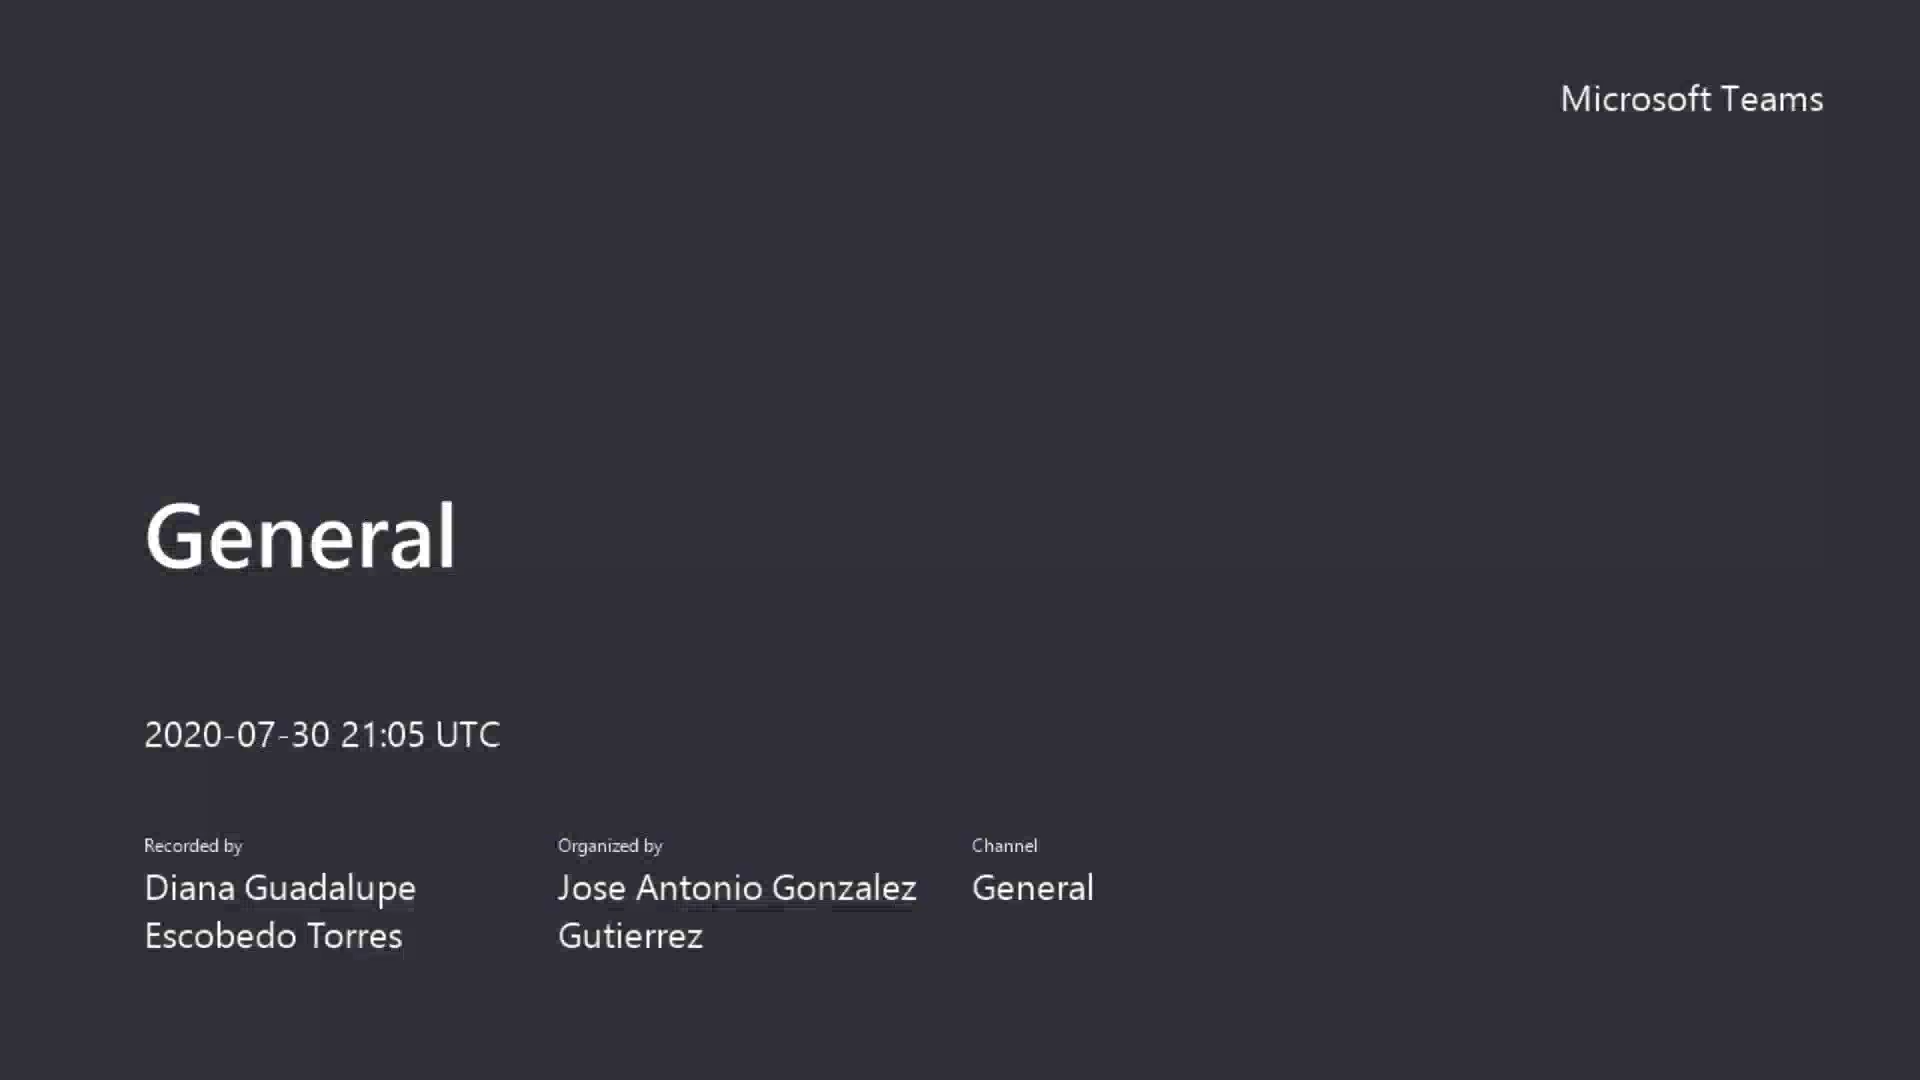 Microsoft Teams
General
2020-07-30 21:05 UTC
Recorded by
Diana Guadalupe
Escobedo Torres
Organized by
Jose Antonio Gonzalez
Gutierrez
Channel
General